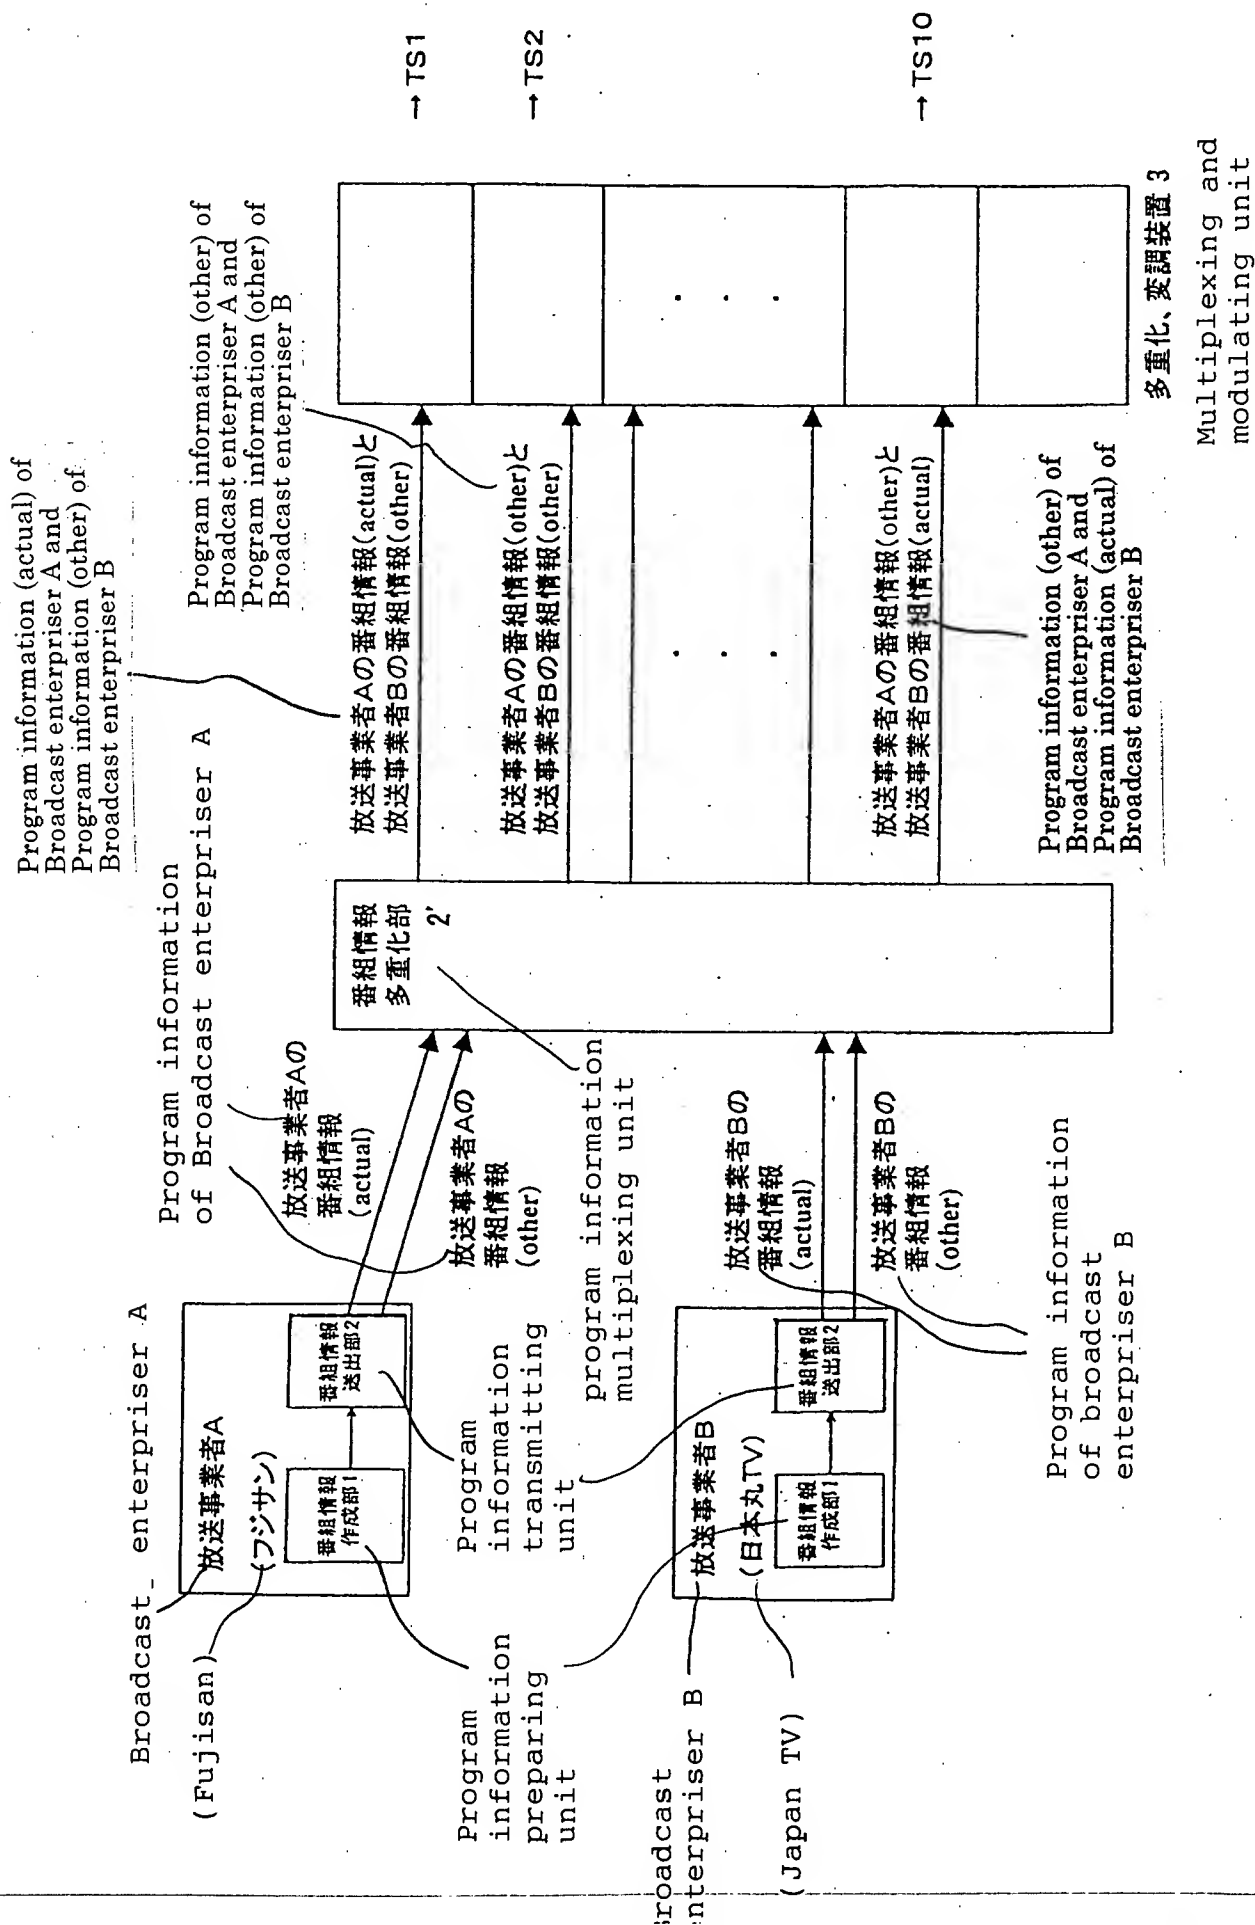 Program information (actual) of
Broadcast enterpriser A and
Program information (other) of
Broadcast enterpriser B
Program information (other) of
Broadcast enterpriser A and
Program information (other) of
Broadcast enterpriser B
→TS1
→TS2
→TS10
Program information
of Broadcast enterpriser A
放送事業者Aの番組情報(actual)と
放送事業者Bの番組情報(other)
放送事業者Aの番組情報(other)と
放送事業者Bの番組情報(other)
放送事業者Aの番組情報(other)と
放送事業者Bの番組情報(actual)
Program information (other) of
Broadcast enterpriser A and
Program information (actual) of
Broadcast enterpriser B
多重化、変調装置 3
Multiplexing and
modulating unit
番組情報
多重化部
2'
program information
multiplexing unit
放送事業者Aの
番組情報
(actual)
放送事業者Aの
番組情報
(other)
放送事業者Bの
番組情報
(actual)
放送事業者Bの
番組情報
(other)
Program information
of broadcast
enterpriser B
Broadcast enterpriser A
(Fujisan)
放送事業者A
(フジサン)
番組情報
作成部1
番組情報
送出部2
Program
information
transmitting
unit
Program
information
preparing
unit
放送事業者B
(日本丸TV)
番組情報
作成部1
番組情報
送出部2
Broadcast
enterpriser B
(Japan TV)